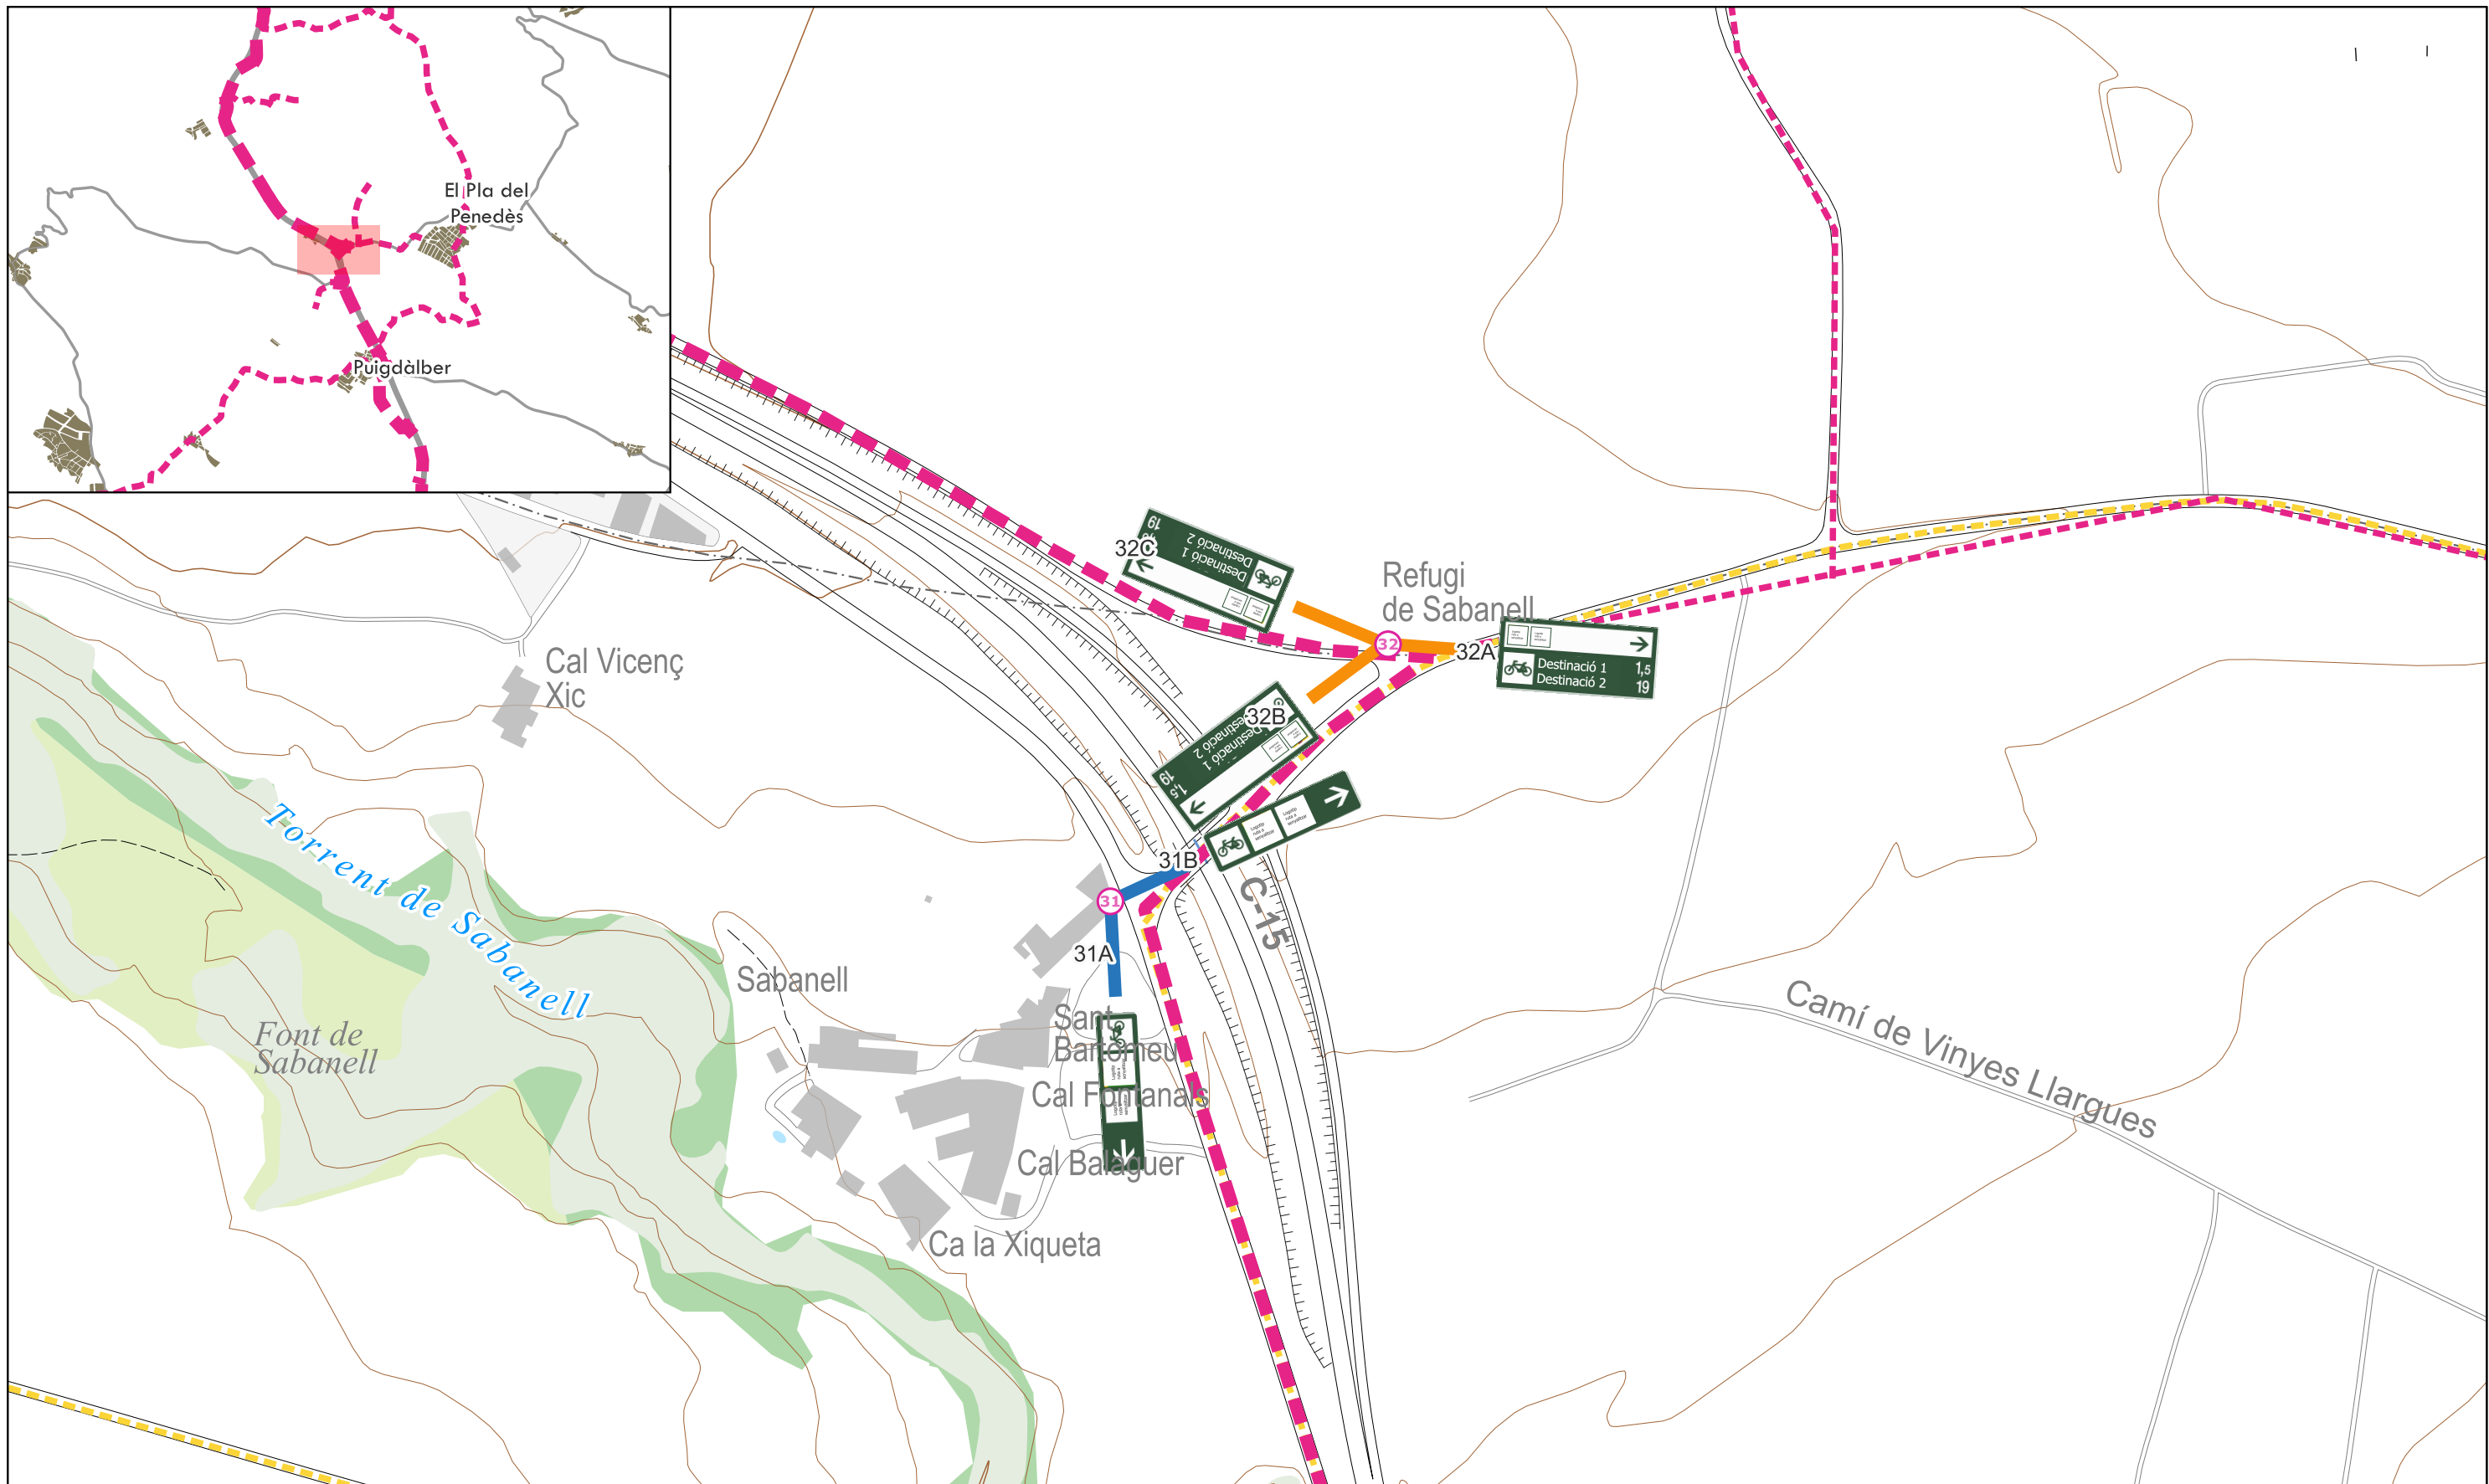 El Pla del
Penedès
Puigdàlber
32C
19
Destinació 1
Destinació 2
Refugi
de Sabanell
32
32A
Destinació 1 1,5
Destinació 2 19
32B
Destinació 1 1,5
Destinació 2 19
Cal Vicenç
Xic
31B
31
31A
C-15
Torrent de Sabanell
Font de
Sabanell
Sabanell
Sant
Bartomeu
Cal Fontanals
Cal Balaguer
Ca la Xiqueta
Camí de Vinyes Llargues